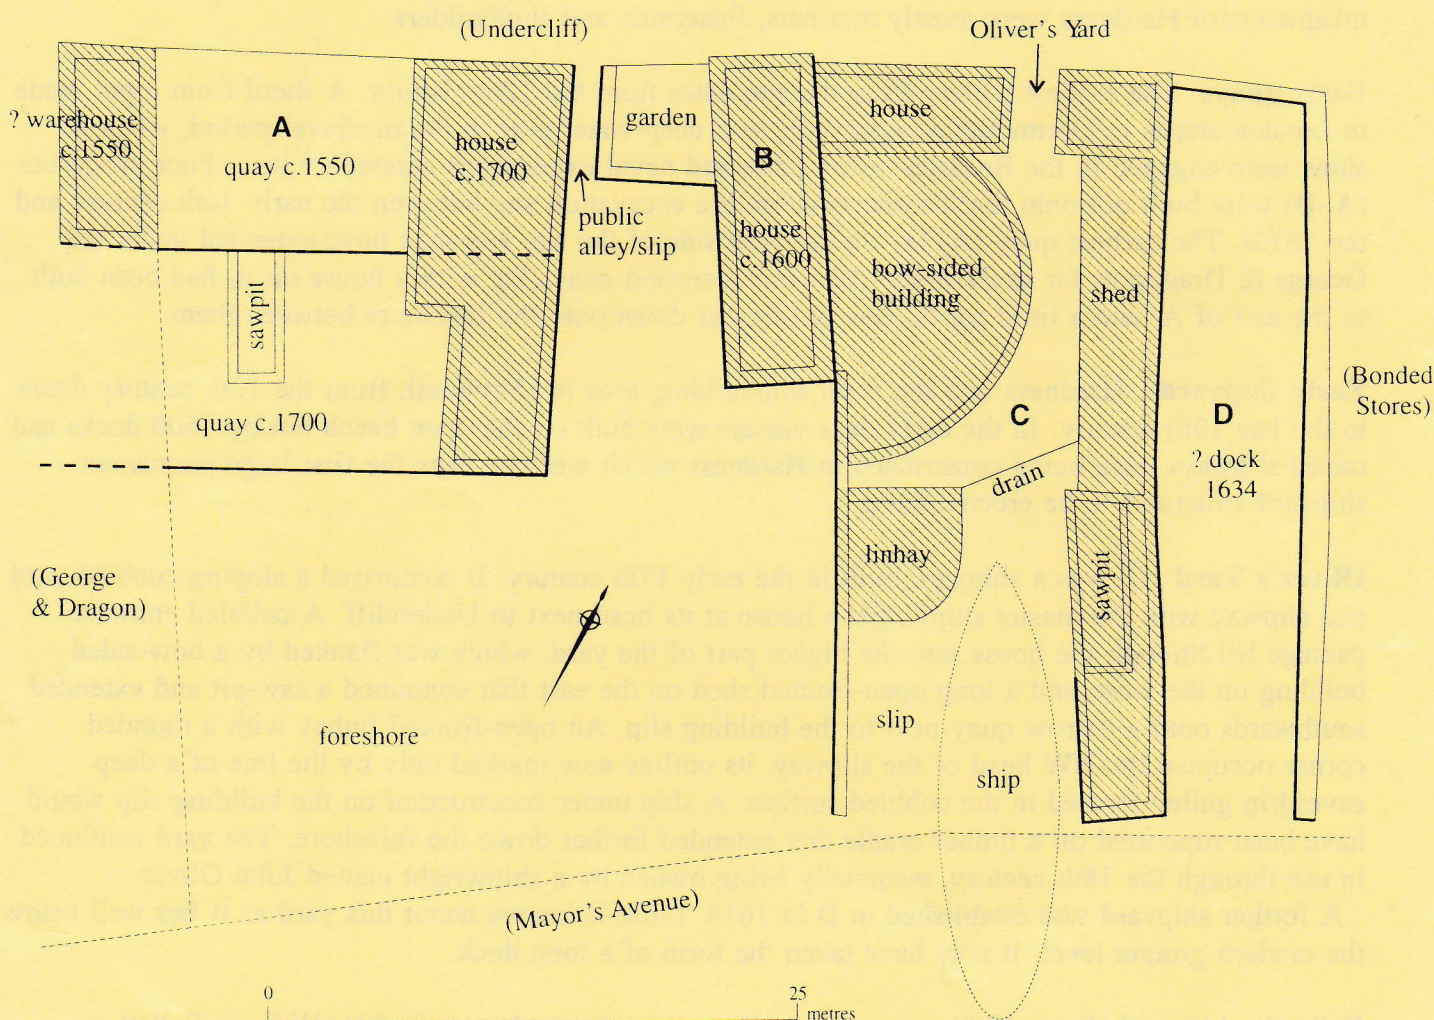 (Undercliff)
Oliver's Yard
? warehouse
c.1550
A
quay c.1550
house
c.1700
garden
B
house
c.1600
house
public
alley/slip
bow-sided
building
shed
sawpit
quay c.1700
C
D
(Bonded
Stores)
? dock
1634
drain
linhay
sawpit
(George
& Dragon)
foreshore
slip
ship
(Mayor's Avenue)
0
25
metres